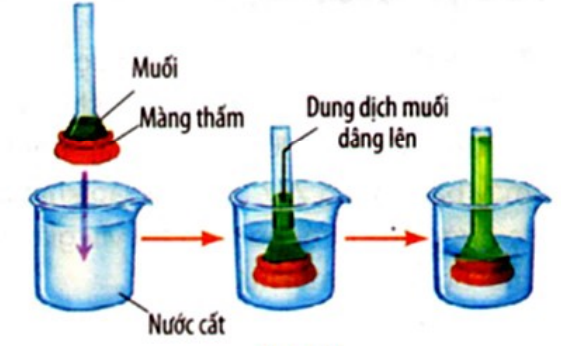 Muối
Màng thấm
Dung dịch muối
dâng lên
Nước cất